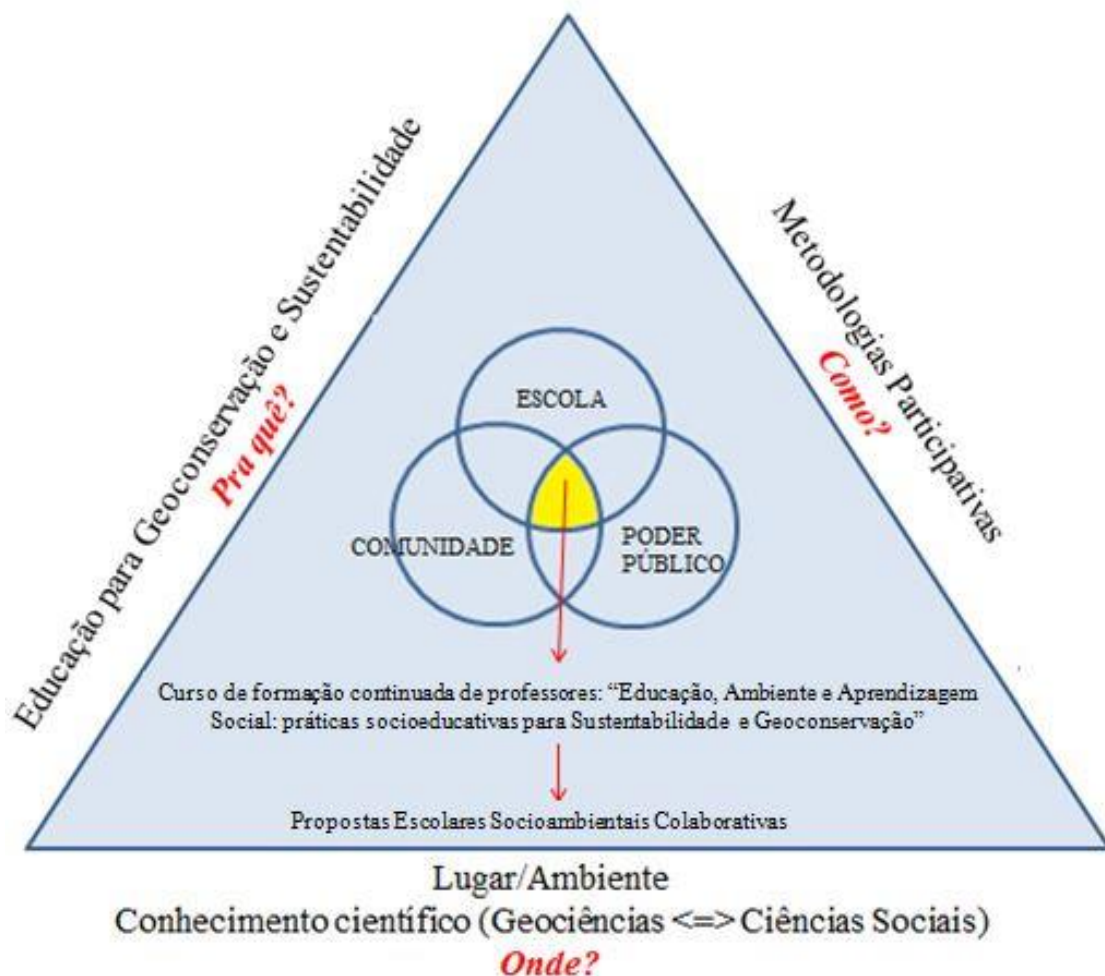 Educação para Geoconservação e Sustentabilidade
Pra quê?
Metodologias Participativas
Como?
ESCOLA
COMUNIDADE
PODER
PÚBLICO
Curso de formação continuada de professores: “Educação, Ambiente e Aprendizagem
Social: práticas socioeducativas para Sustentabilidade e Geoconservação”
Propostas Escolares Socioambientais Colaborativas
Lugar/Ambiente
Conhecimento científico (Geociências <=> Ciências Sociais)
Onde?